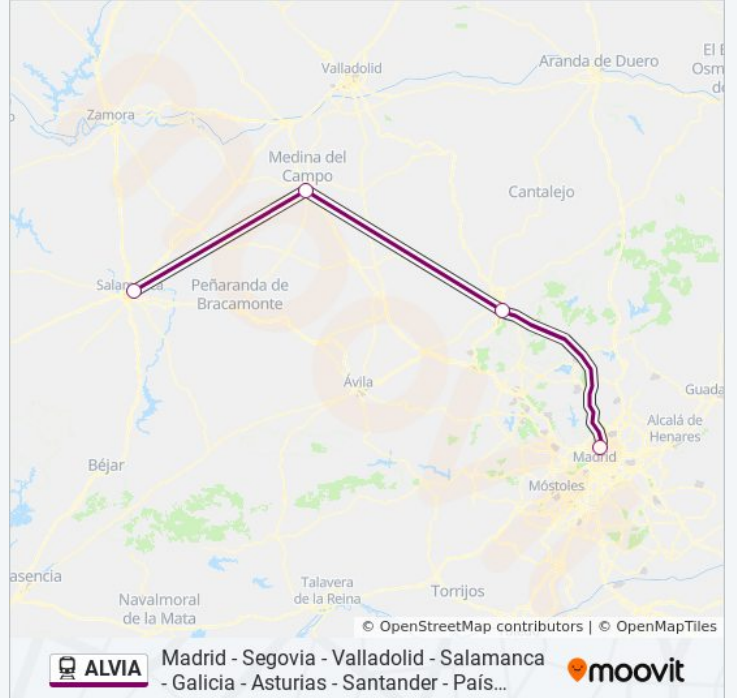 Valladolid
Aranda de Duero
El B
Osm
de
Zamora
Medina del
Campo
Cantalejo
Salamanca
Peñaranda de
Bracamonte
Ávila
Guada
Alcalá de
Henares
Madrid
Móstoles
Béjar
asencia
Navalmoral
de la Mata
Talavera
de la Reina
Torrijos
© OpenStreetMap contributors | © OpenMapTiles
ALVIA
Madrid - Segovia - Valladolid - Salamanca
- Galicia - Asturias - Santander - País...
moovit